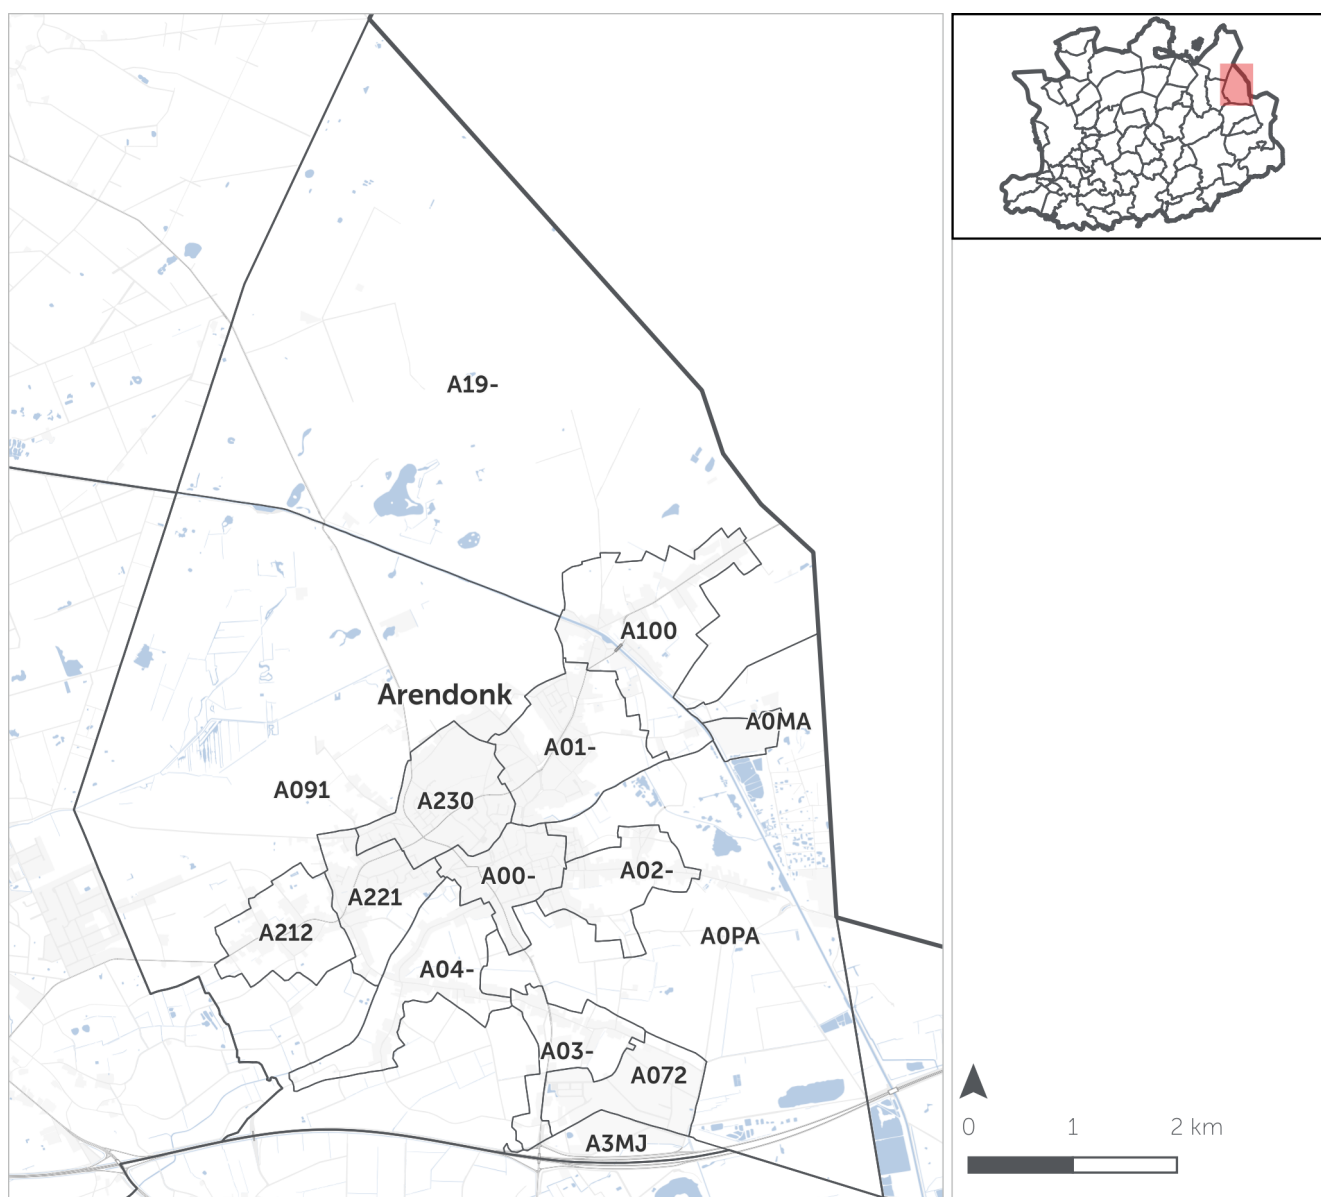 A19-
A100
Arendonk
A0MA
A01-
A091
A230
A00-
A02-
A221
A212
A0PA
A04-
A03-
A072
A3MJ
0 1 2 km